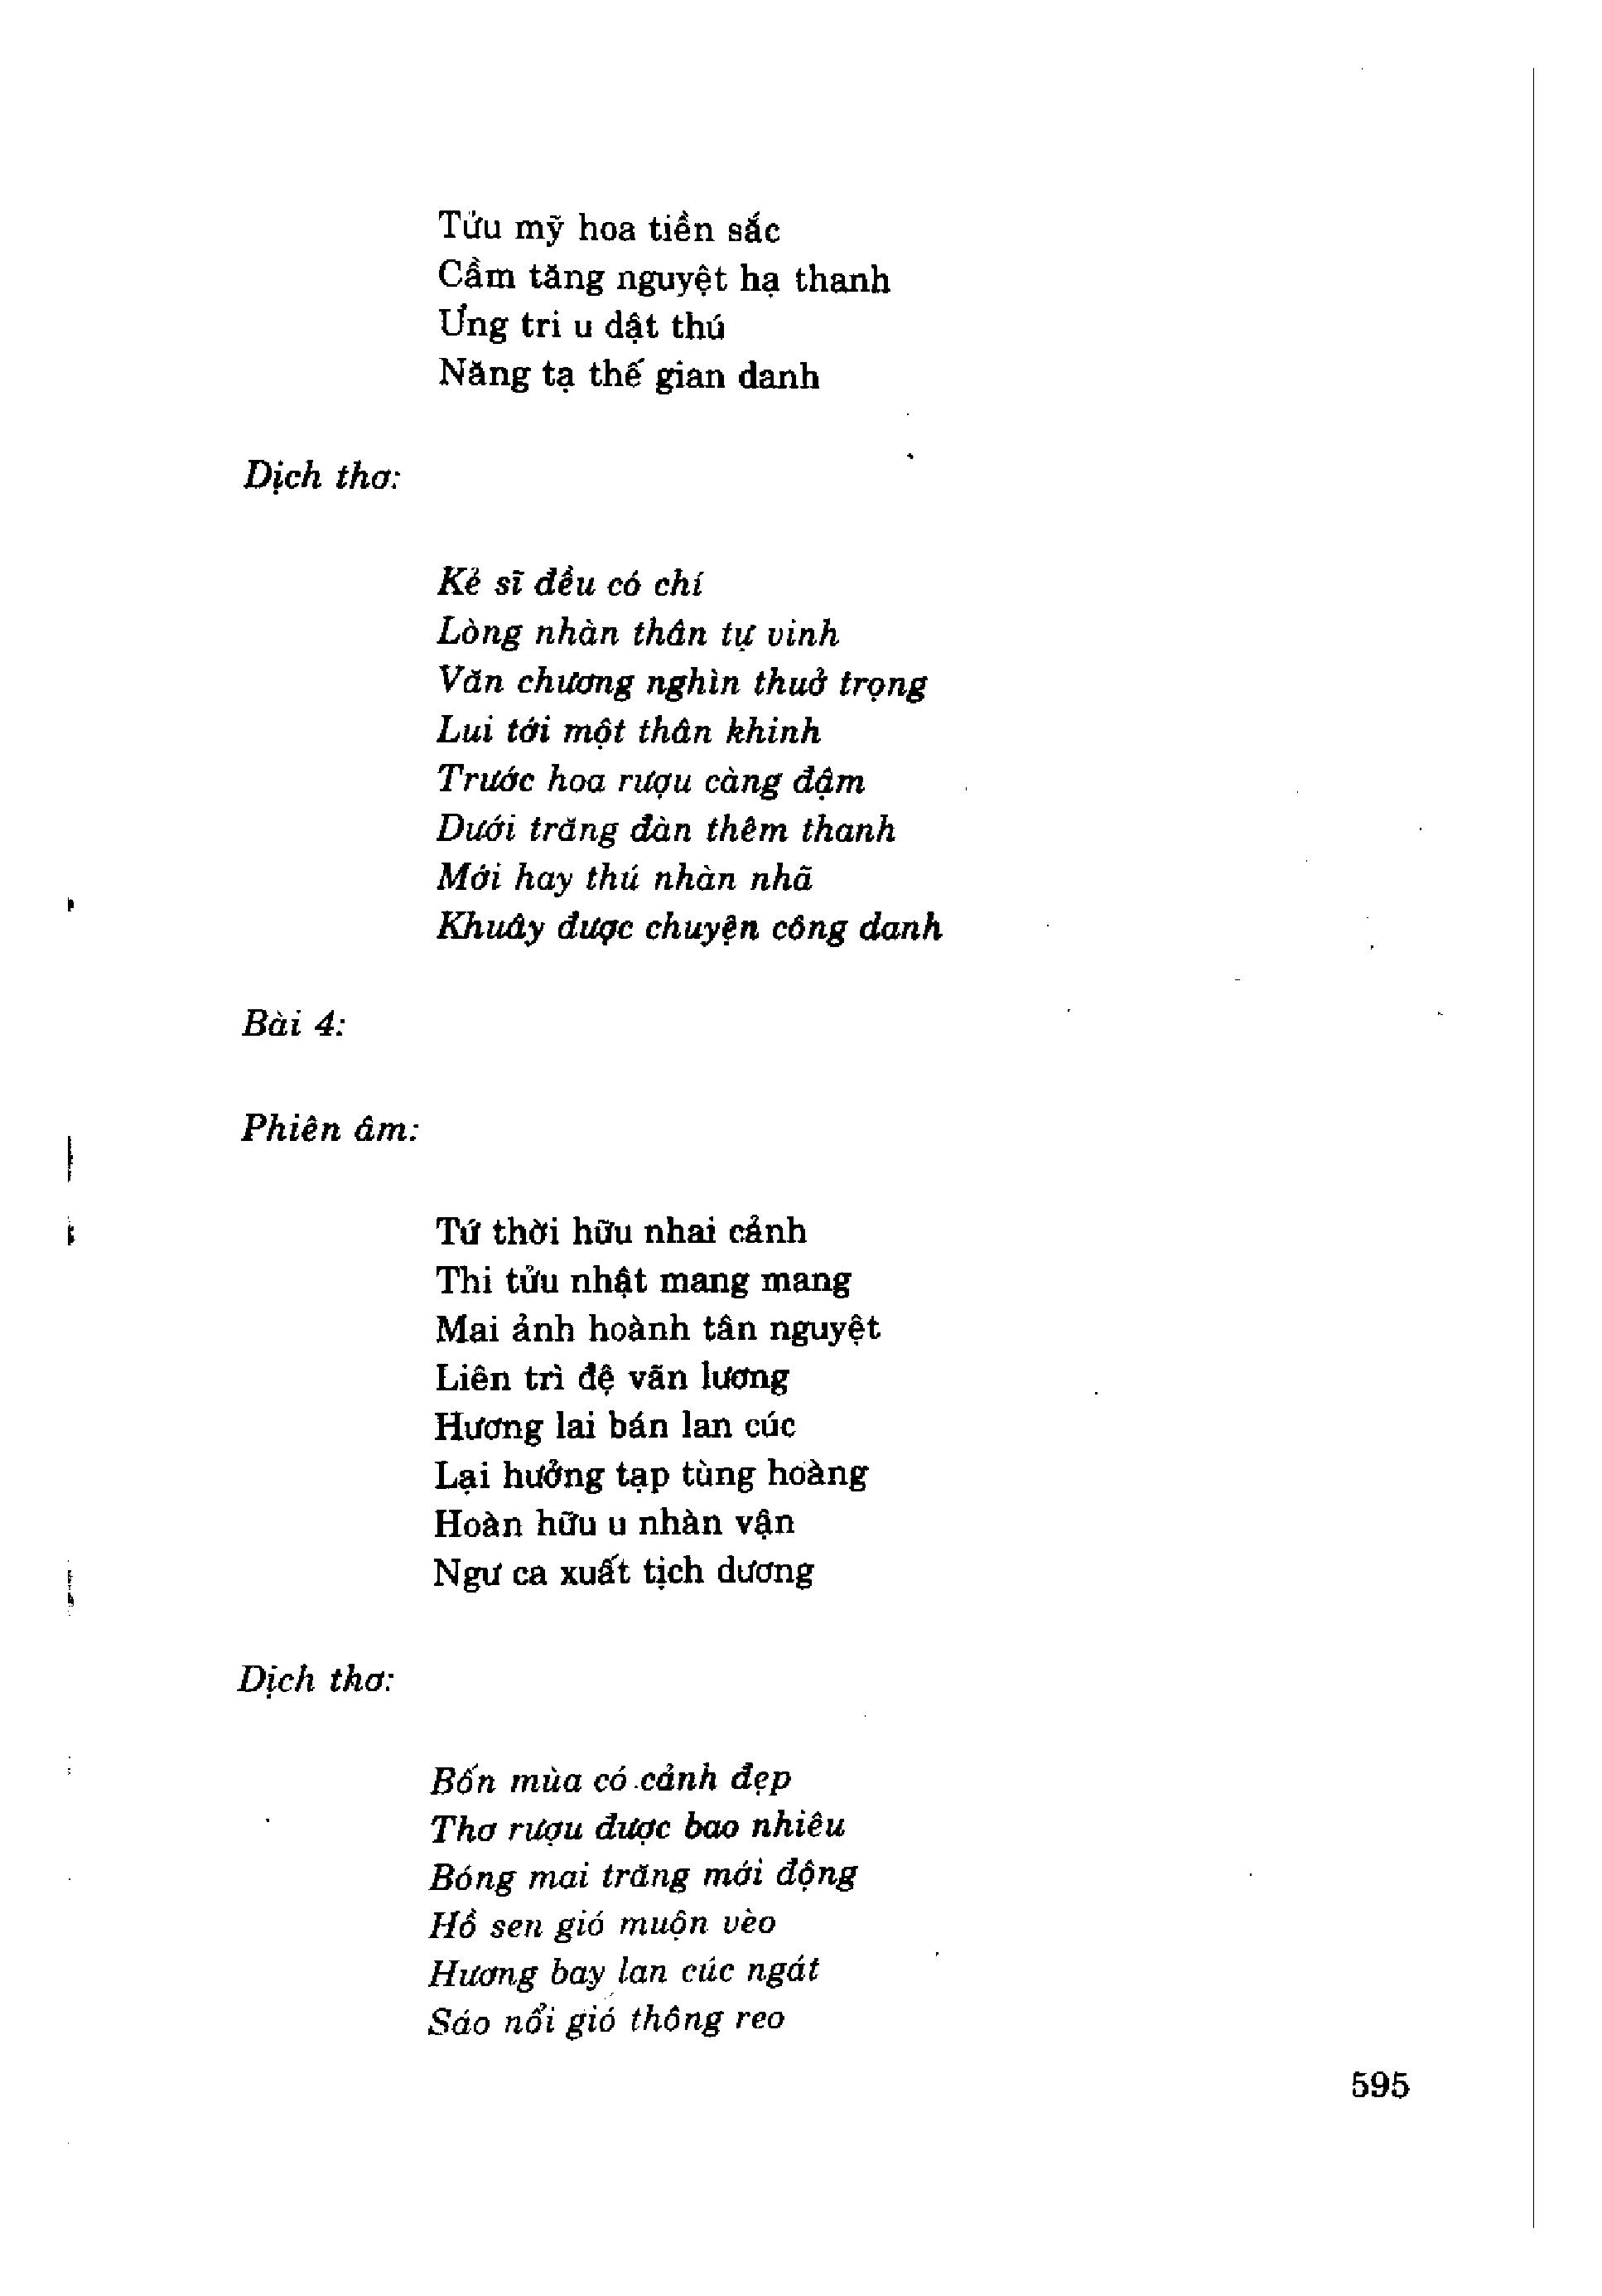 Tửu mỹ hoa tiền sắc
Cầm tăng nguyệt hạ thanh
Ưng tri u dật thú
Năng tạ thế gian danh
Dịch thơ:
Kẻ sĩ đều có chí
Lòng nhàn thân tự vinh
Văn chương nghìn thuở trọng
Lui tới một thân khinh
Trước hoa rượu càng đậm
Dưới trăng đàn thêm thanh
Mới hay thú nhàn nhã
Khuây được chuyện công danh
Bài 4:
Phiên âm:
Tứ thời hữu nhai cảnh
Thi tửu nhật mang mang
Mai ảnh hoành tân nguyệt
Liên trì đệ vãn lương
Hương lai bán lan cúc
Lại hưởng tạp tùng hoàng
Hoàn hữu u nhàn vận
Ngư ca xuất tịch dương
Dịch thơ:
Bốn mùa có cảnh đẹp
Thơ rượu được bao nhiêu
Bóng mai trăng mới động
Hồ sen gió muộn vèo
Hương bay lan cúc ngát
Sáo nổi gió thông reo
595